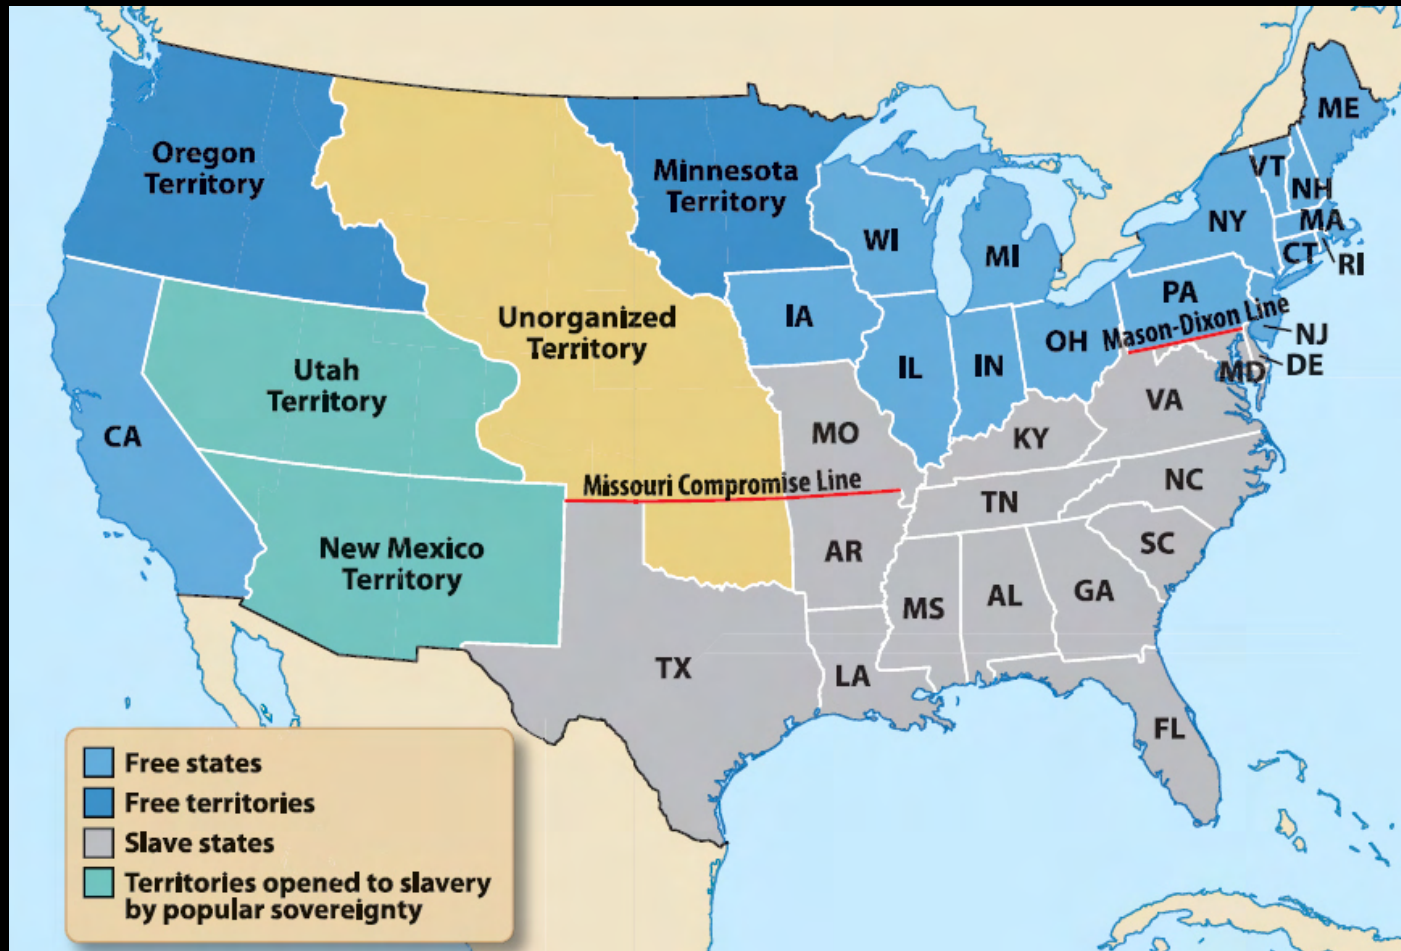 ME
Oregon
Territory
Minnesota
Territory
VT
NH
NY
MA
WI
MI
CT
RI
Unorganized
Territory
IA
PA
Mason-Dixon Line
NJ
OH
IL
IN
MD
DE
Utah
Territory
VA
CA
MO
KY
Missouri Compromise Line
NC
TN
New Mexico
Territory
AR
SC
MS
AL
GA
TX
LA
FL
Free states
Free territories
Slave states
Territories opened to slavery
by popular sovereignty